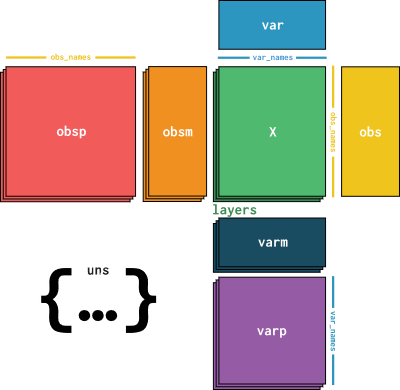 var
obs_names
var_names
obsp
obsm
X
obs_names
obs
layers
varm
uns
{...}
varp
var_names